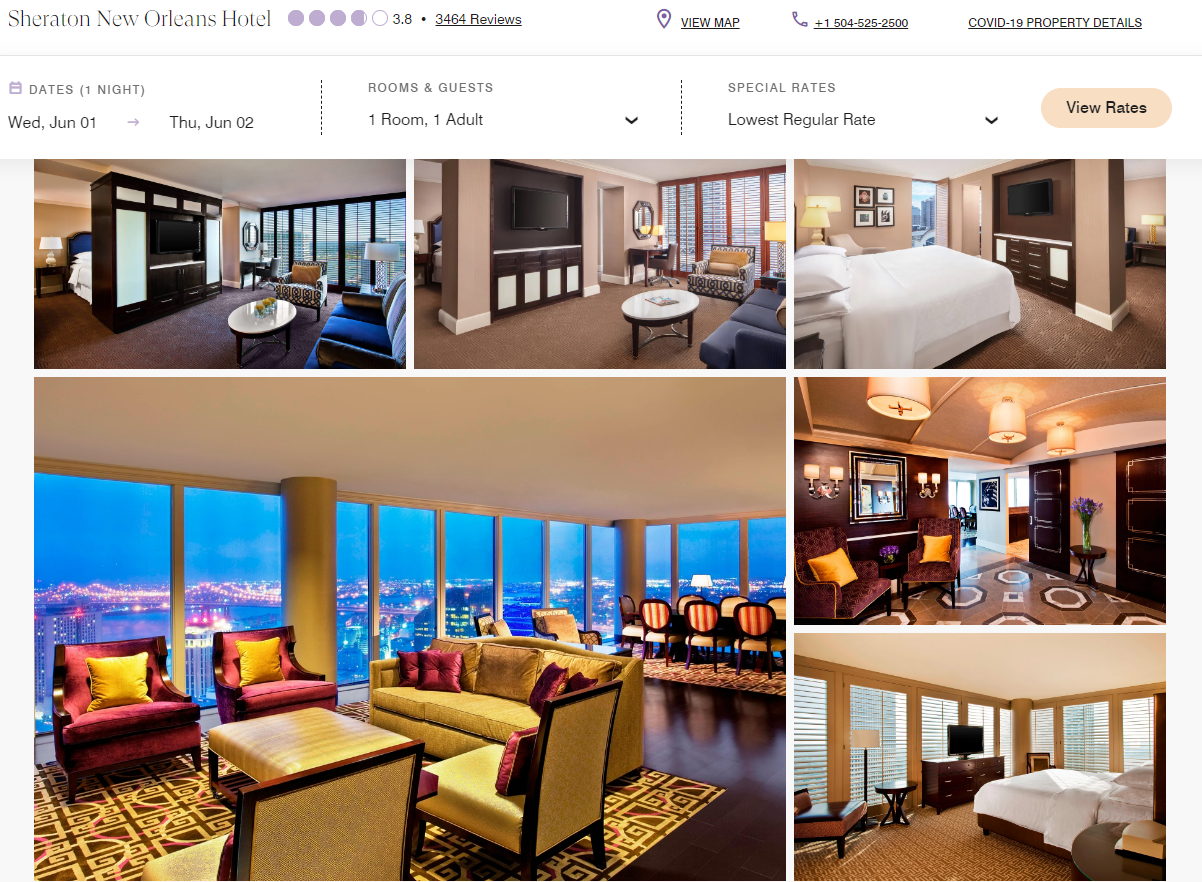 Sheraton New Orleans Hotel 3.8 • 3464 Reviews VIEW MAP +1 504-525-2500 COVID-19 PROPERTY DETAILS
DATES (1 NIGHT) ROOMS & GUESTS SPECIAL RATES
Wed, Jun 01 → Thu, Jun 02 1 Room, 1 Adult Lowest Regular Rate View Rates